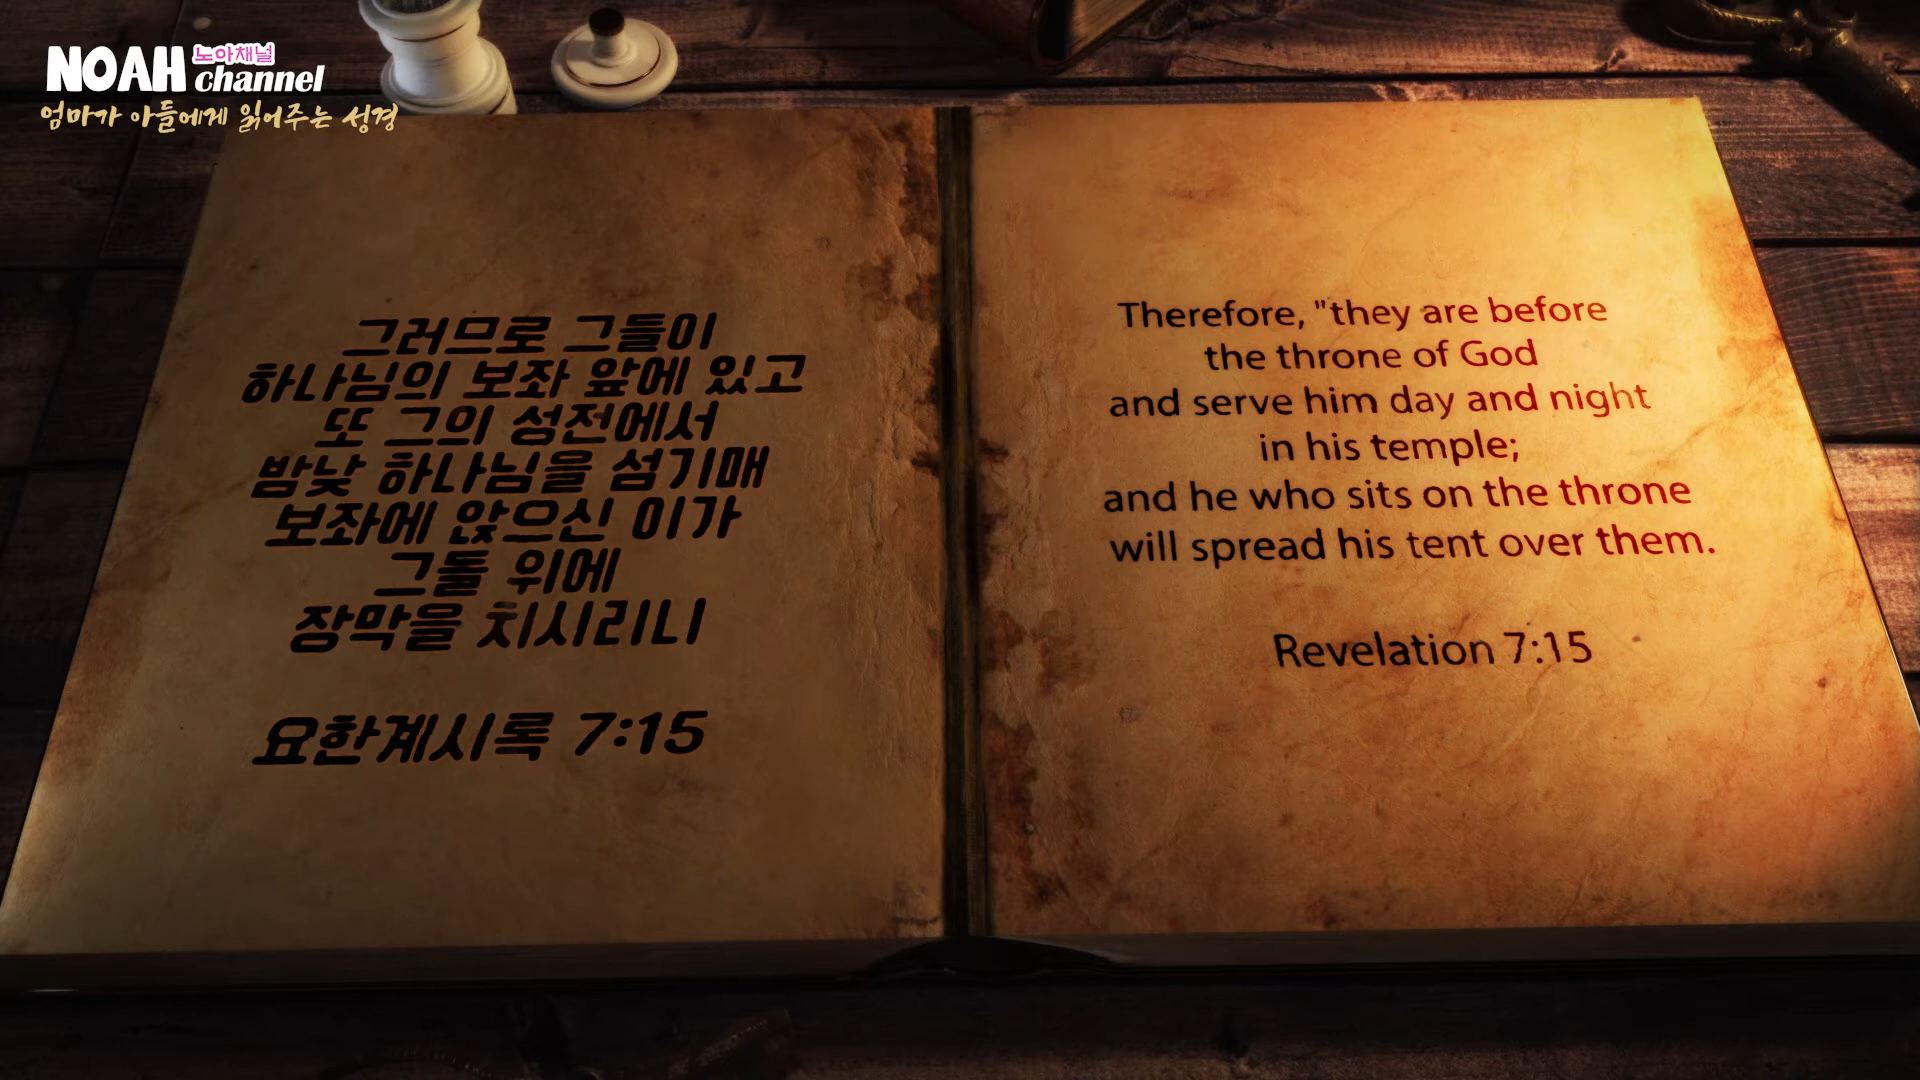 NOAH 노아채널
channel
엄마가 아들에게 읽어주는 성경
그러므로 그들이
하나님의 보좌 앞에 있고
또 그의 성전에서
밤낮 하나님을 섬기매
보좌에 앉으신 이가
그들 위에
장막을 치시리니
요한계시록 7:15
Therefore, "they are before
the throne of God
and serve him day and night
in his temple;
and he who sits on the throne
will spread his tent over them.
Revelation 7:15